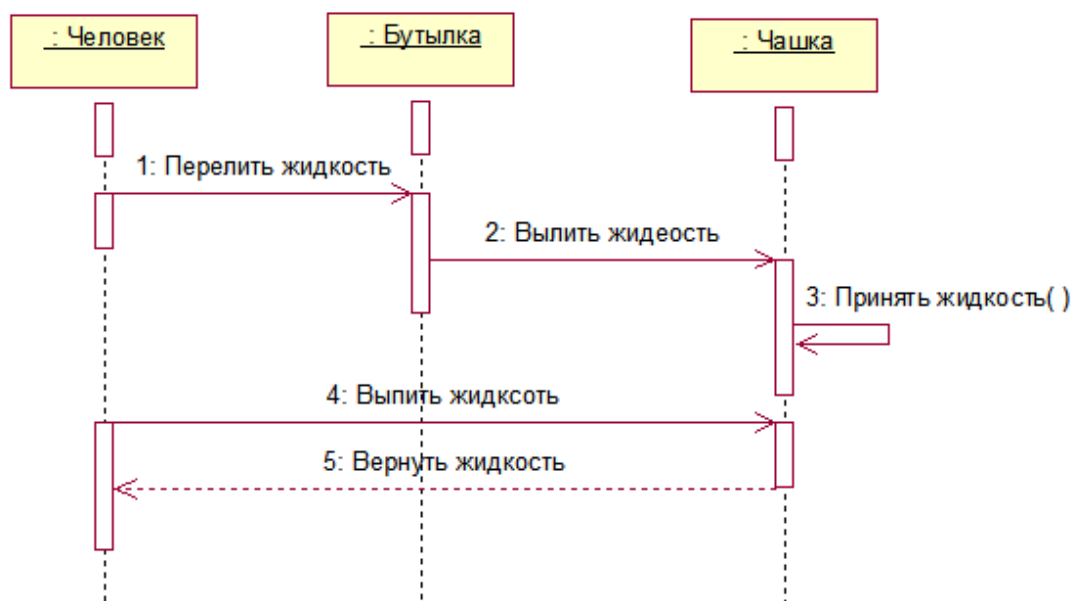 : Человек
: Бутылка
: Чашка
1: Перелить жидкость
2: Вылить жидеость
3: Принять жидкость( )
4: Выпить жидксоть
5: Вернуть жидкость